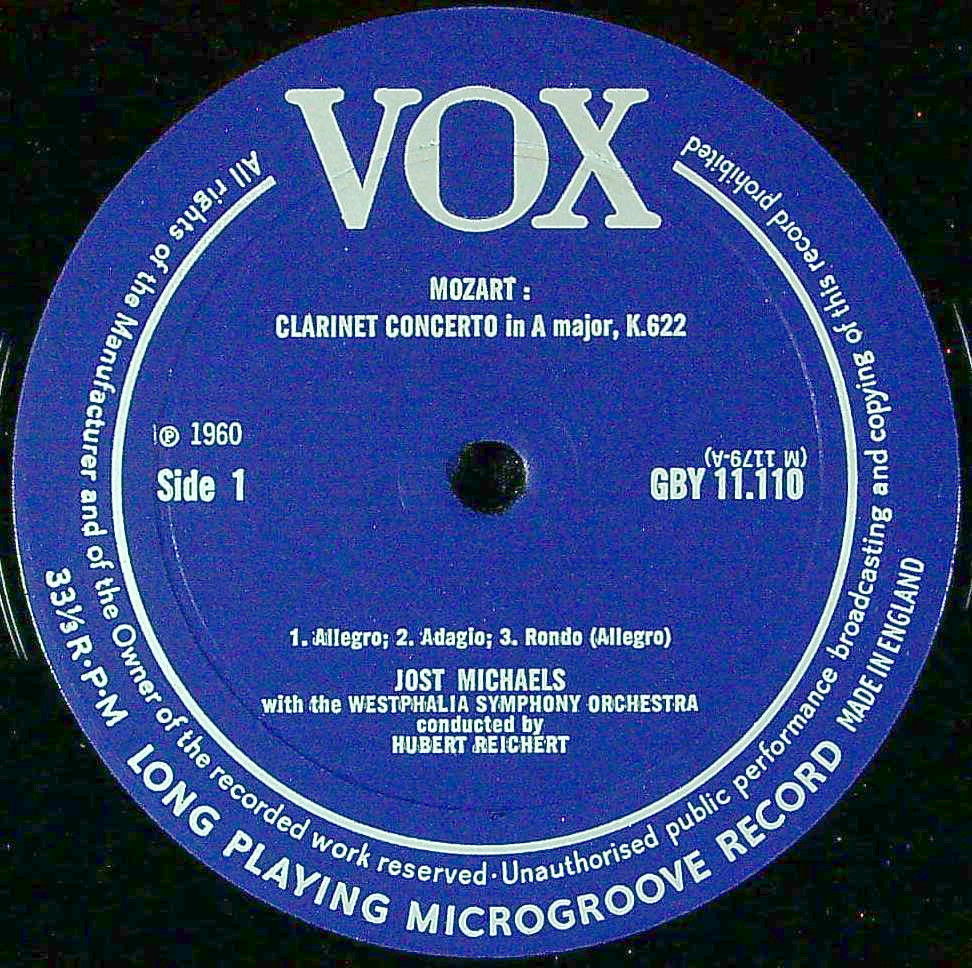 VOX
MOZART :
CLARINET CONCERTO in A major, K.622
℗ 1960
Side 1
(M 1179-A)
GBY 11.110
1. Allegro; 2. Adagio; 3. Rondo (Allegro)
JOST MICHAELS
with the WESTPHALIA SYMPHONY ORCHESTRA
conducted by
HUBERT REICHERT
All rights of the Manufacturer and of the Owner of the recorded work reserved · Unauthorised public performance broadcasting and copying of this record prohibited
33⅓ R·P·M LONG PLAYING MICROGROOVE RECORD MADE IN ENGLAND